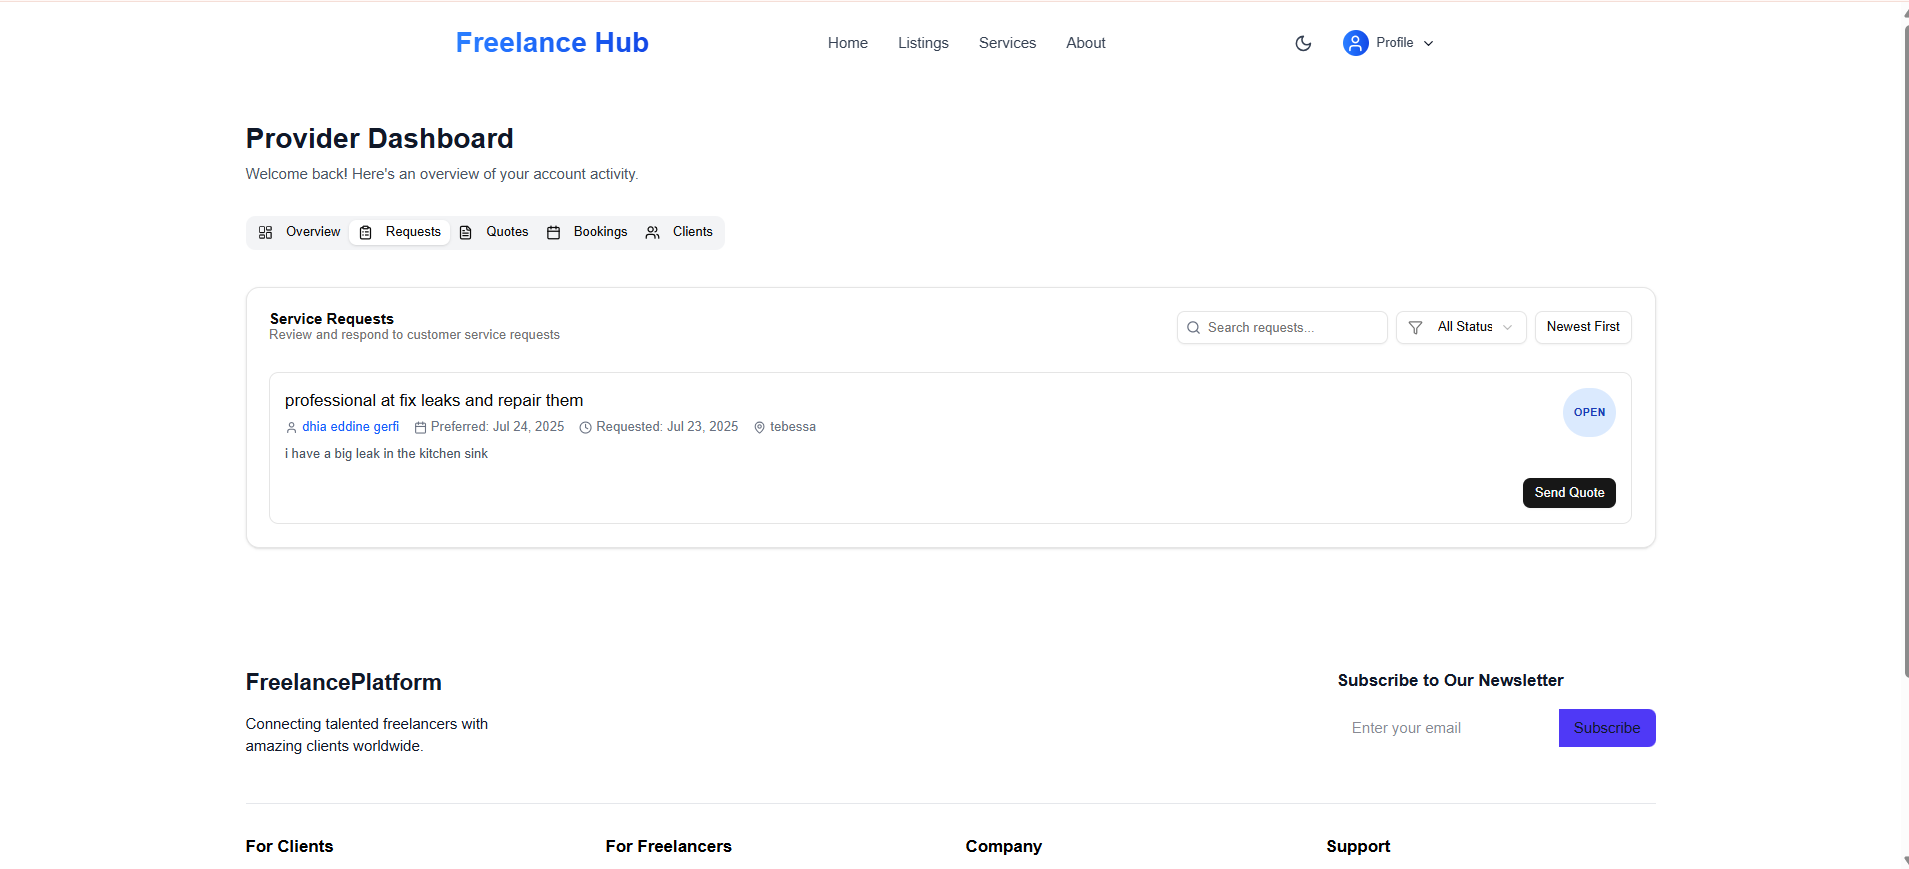 Freelance Hub Home Listings Services About Profile
Provider Dashboard
Welcome back! Here's an overview of your account activity.
Overview Requests Quotes Bookings Clients
Service Requests
Review and respond to customer service requests
Search requests... All Status Newest First
professional at fix leaks and repair them
OPEN
dhia eddine gerfi Preferred: Jul 24, 2025 Requested: Jul 23, 2025 tebessa
i have a big leak in the kitchen sink
Send Quote
FreelancePlatform
Connecting talented freelancers with
amazing clients worldwide.
Subscribe to Our Newsletter
Enter your email Subscribe
For Clients For Freelancers Company Support